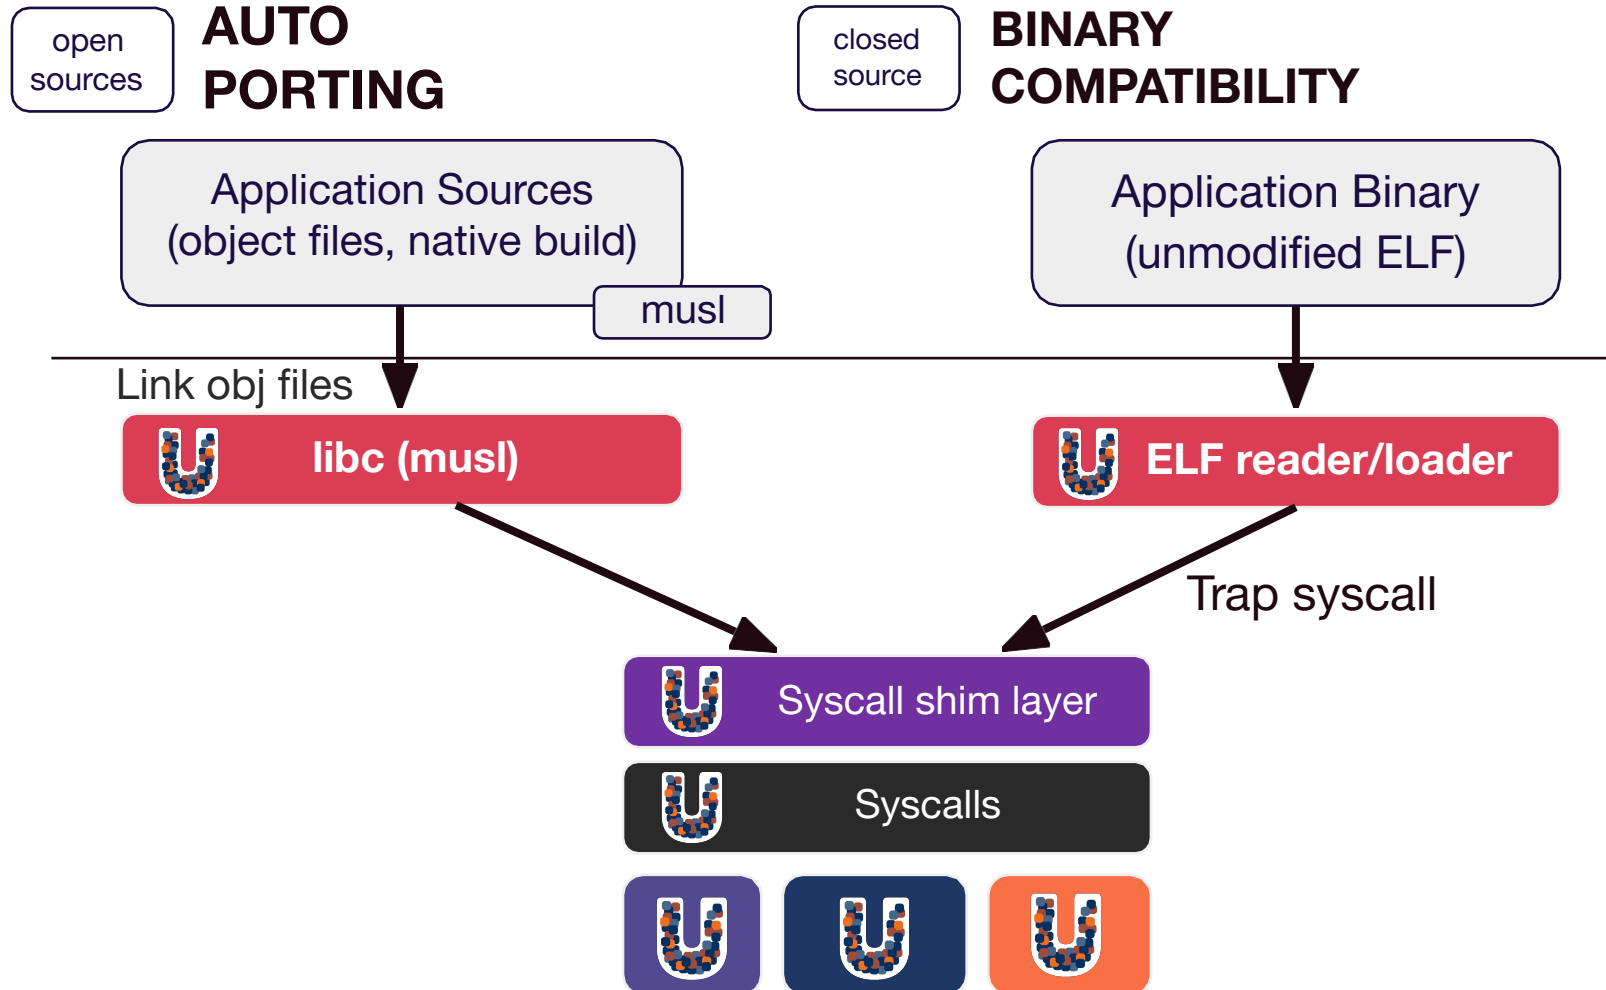 open
sources
AUTO
PORTING
closed
source
BINARY
COMPATIBILITY
Application Sources
(object files, native build)
musl
Application Binary
(unmodified ELF)
Link obj files
U libc (musl)
U ELF reader/loader
Trap syscall
U Syscall shim layer
U Syscalls
U U U